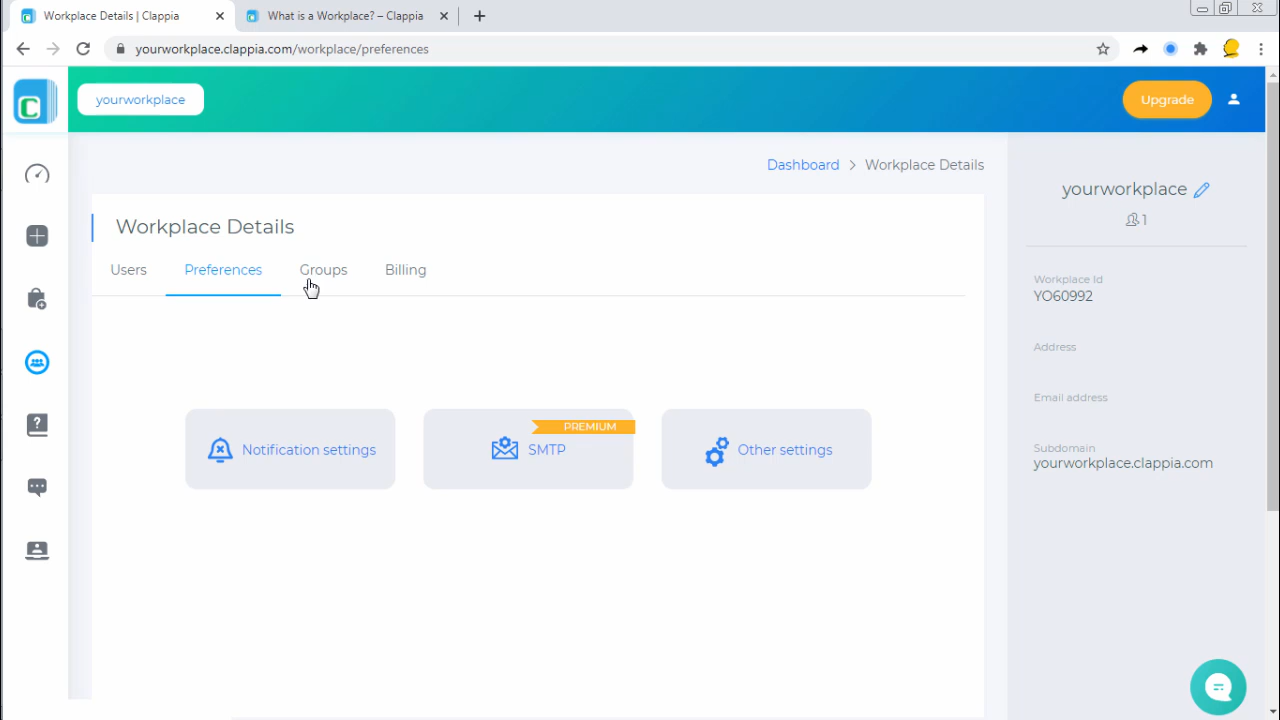 Workplace Details | Clappia
What is a Workplace? – Clappia
yourworkplace.clappia.com/workplace/preferences
C
yourworkplace
Upgrade
Dashboard > Workplace Details
Workplace Details
Users Preferences Groups Billing
Notification settings
PREMIUM
SMTP
Other settings
yourworkplace
1
Workplace Id
YO60992
Address
Email address
Subdomain
yourworkplace.clappia.com